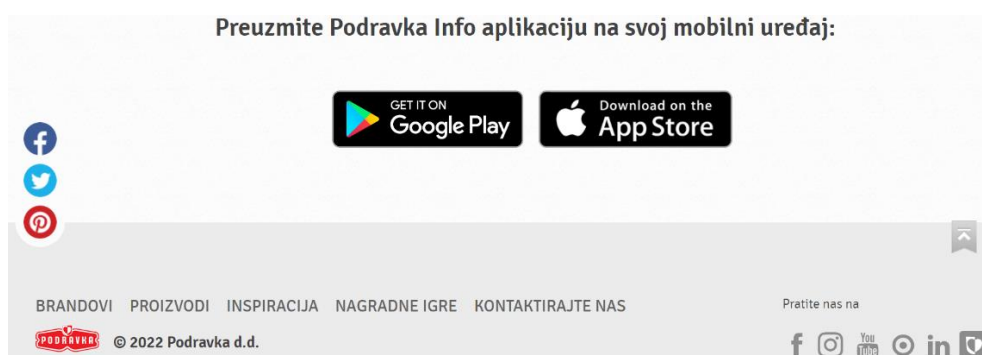 Preuzmite Podravka Info aplikaciju na svoj mobilni uređaj:
GET IT ON
Google Play
Download on the
App Store
BRANDOVI PROIZVODI INSPIRACIJA NAGRADNE IGRE KONTAKTIRAJTE NAS
Pratite nas na
PODRAVKA © 2022 Podravka d.d.
You
Tube